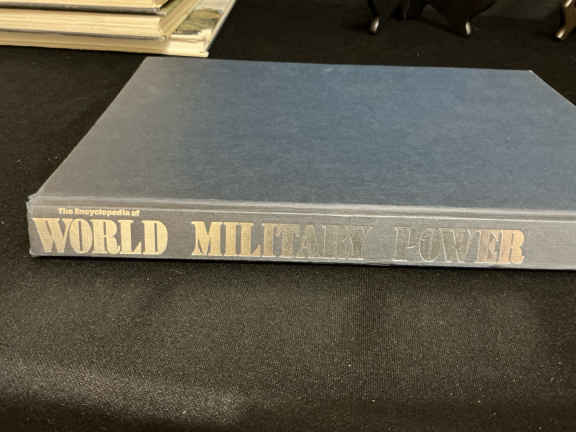 The Encyclopedia of
WORLD MILITARY POWER